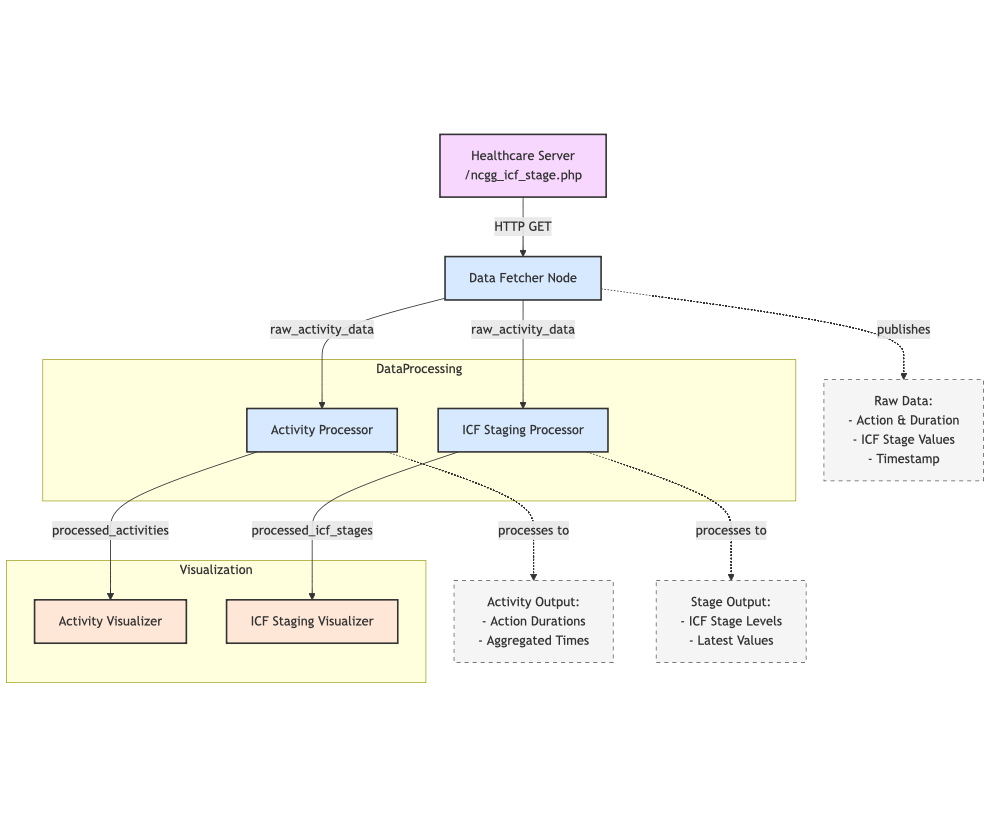 Healthcare Server
/ncgg_icf_stage.php
HTTP GET
Data Fetcher Node
raw_activity_data
raw_activity_data
publishes
DataProcessing
Raw Data:
- Action & Duration
- ICF Stage Values
- Timestamp
Activity Processor
ICF Staging Processor
processed_activities
processed_icf_stages
processes to
processes to
Visualization
Activity Visualizer
ICF Staging Visualizer
Activity Output:
- Action Durations
- Aggregated Times
Stage Output:
- ICF Stage Levels
- Latest Values